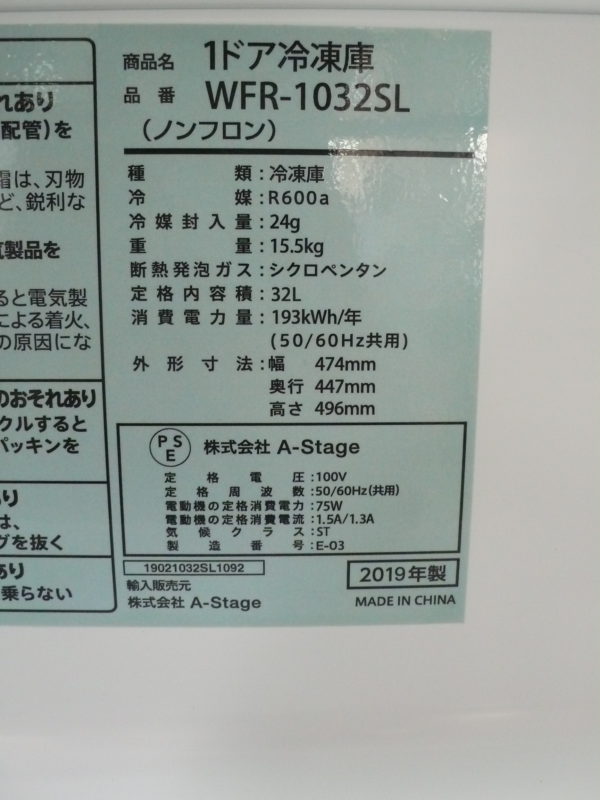 れあり
配管）を
霜は、刃物
ど、鋭利な
気製品を
ると電気製
による着火、
の原因にな
のおそれあり
クルすると
パッキンを
あり
は、
グを抜く
あり
乗らない
商品名 1ドア冷凍庫
品番 WFR-1032SL
（ノンフロン）
種類：冷凍庫
冷媒：R600a
冷媒封入量：24g
重量：15.5kg
断熱発泡ガス：シクロペンタン
定格内容積：32L
消費電力量：193kWh/年
(50/60Hz共用)
外形寸法：幅 474mm
奥行 447mm
高さ 496mm
PSE 株式会社 A-Stage
定格電圧：100V
定格周波数：50/60Hz(共用)
電動機の定格消費電力：75W
電動機の定格消費電流：1.5A/1.3A
気候クラス：ST
製造番号：E-03
19021032SL1092
2019年製
輸入販売元
株式会社 A-Stage
MADE IN CHINA